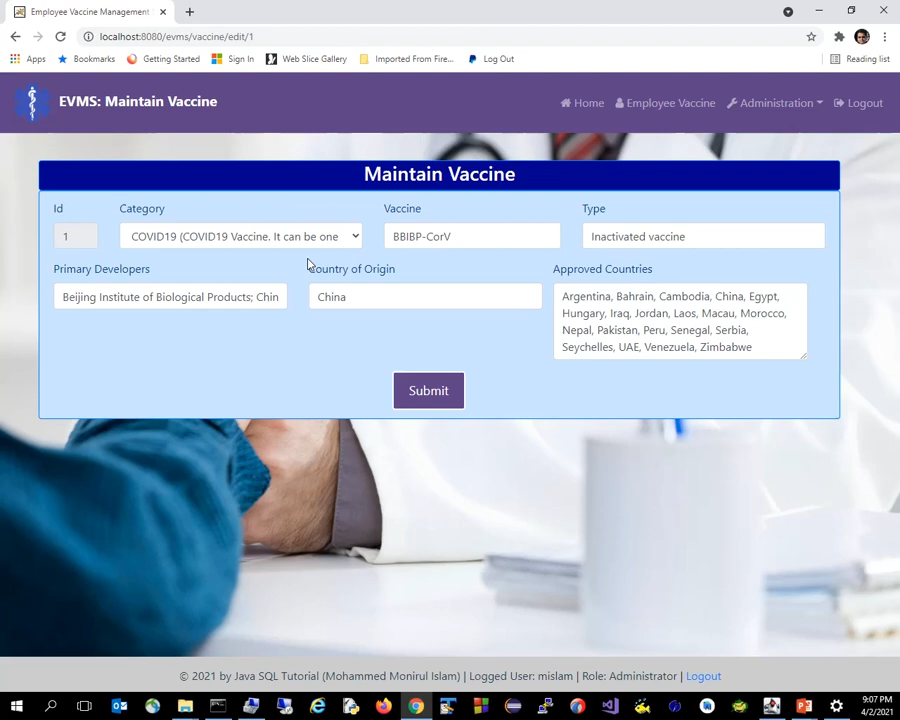 Employee Vaccine Management
localhost:8080/evms/vaccine/edit/1
Apps Bookmarks Getting Started Sign In Web Slice Gallery Imported From Fire... Log Out Reading list
EVMS: Maintain Vaccine Home Employee Vaccine Administration Logout
Maintain Vaccine
Id Category Vaccine Type
1 COVID19 (COVID19 Vaccine. It can be one BBIBP-CorV Inactivated vaccine
Primary Developers Country of Origin Approved Countries
Beijing Institute of Biological Products; Chin China Argentina, Bahrain, Cambodia, China, Egypt,
Hungary, Iraq, Jordan, Laos, Macau, Morocco,
Nepal, Pakistan, Peru, Senegal, Serbia,
Seychelles, UAE, Venezuela, Zimbabwe
Submit
© 2021 by Java SQL Tutorial (Mohammed Monirul Islam) | Logged User: mislam | Role: Administrator | Logout
9:07 PM
4/2/2021